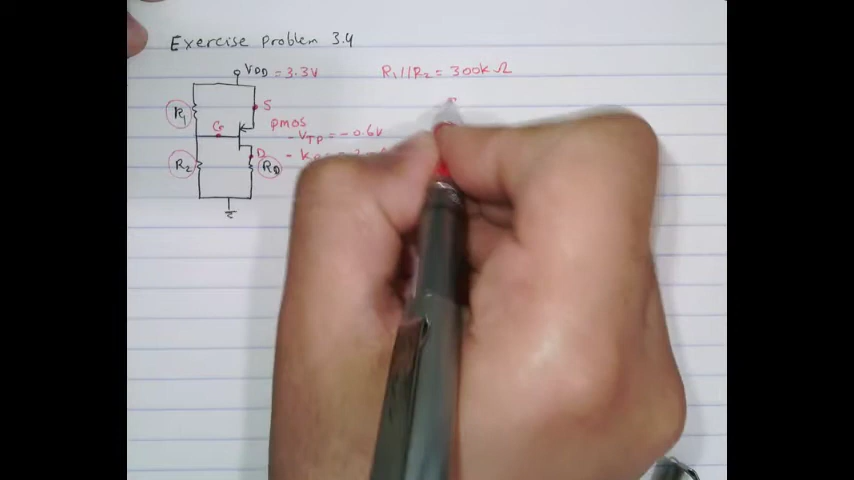 Exercise Problem 3.4
VDD = 3.3V
R1//R2 = 300kΩ
S
R1
G
pmos
- VTP = -0.6V
D
R2
RD